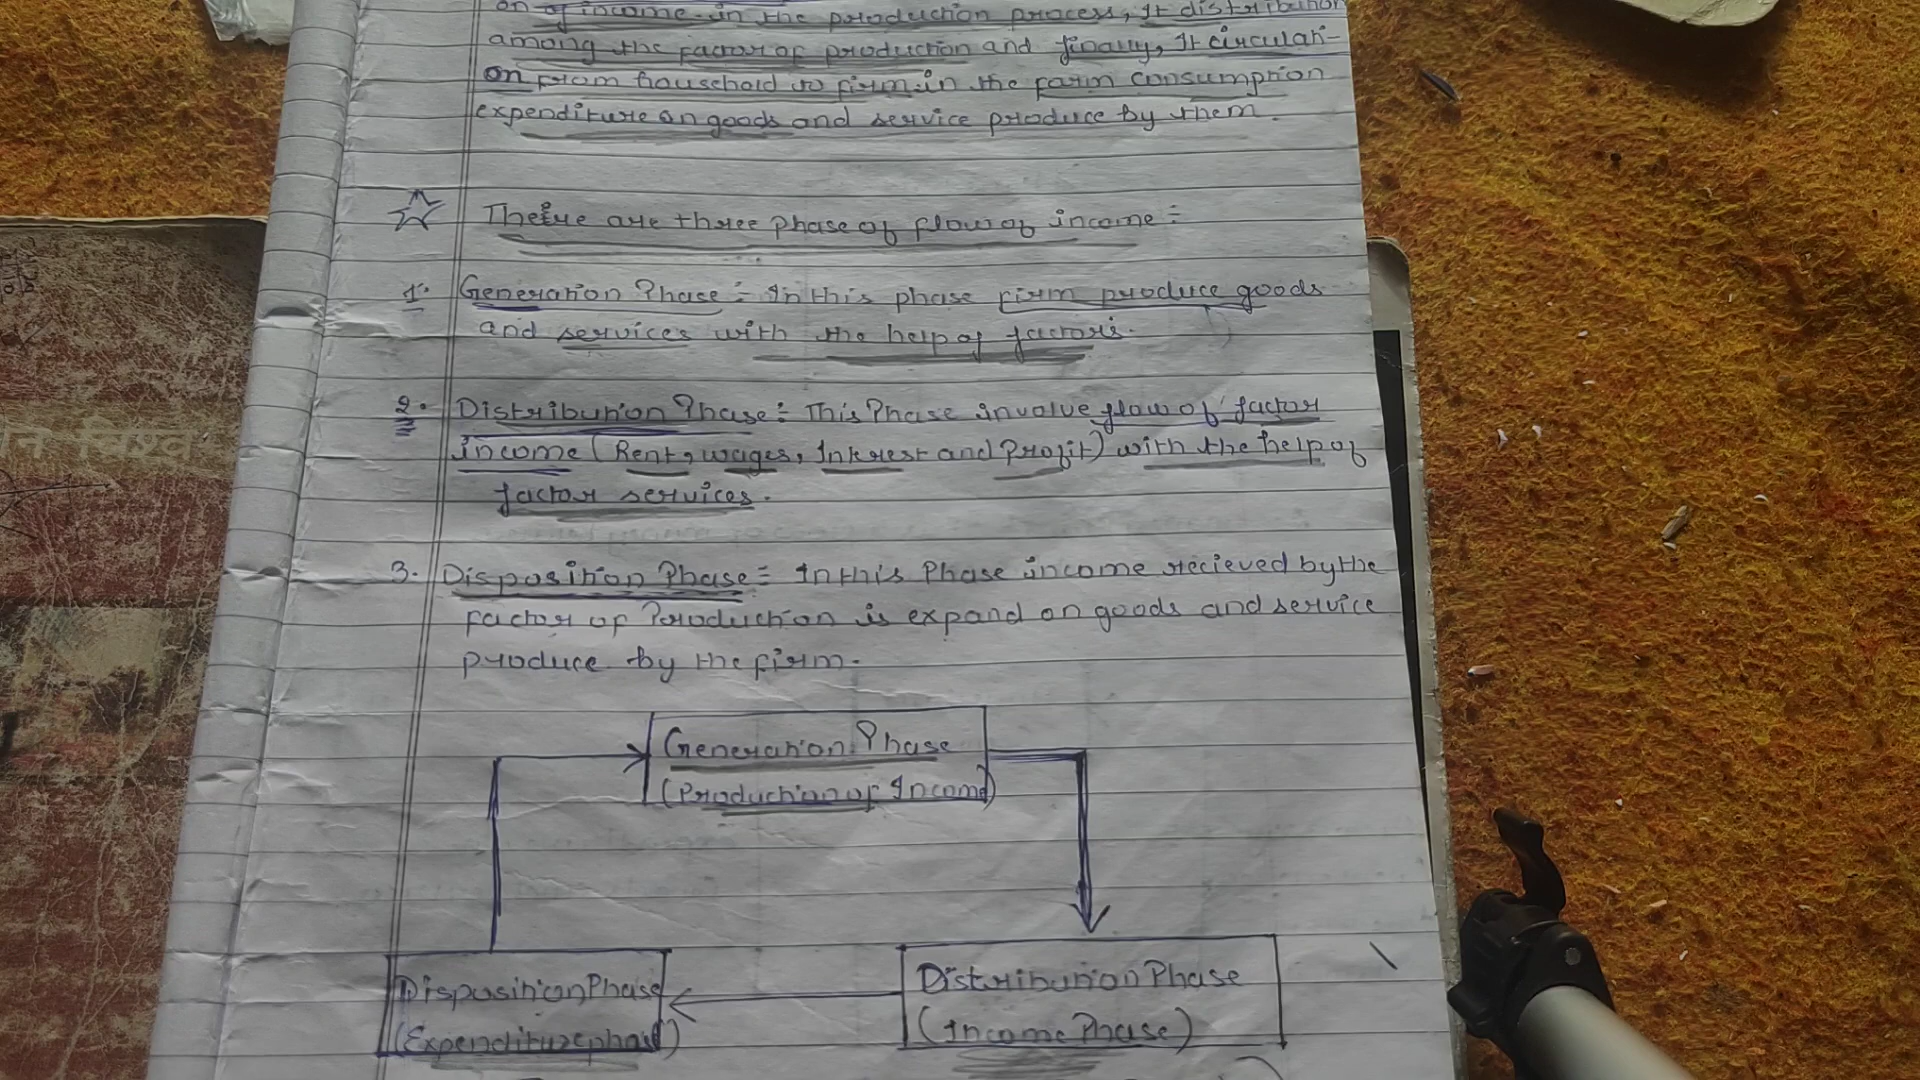 on of income in the production process, It distribution
among the factor of production and finally, It circulati-
on from household to firm in the farm consumption
expenditure on goods and service produce by them.
There are three phase of flow of income :-
1. Generation Phase :- In this phase firm produce goods
and services with the help of factors.
2. Distribution Phase :- This Phase involve flow of factor
income (Rent, wages, Interest and Profit) with the help of
factor services.
3. Disposition Phase :- In this Phase income recieved by the
factor of Production is expand on goods and service
produce by the firm.
Generation Phase
(Production of Income)
Disposition Phase
(Expenditure phase)
Distribution Phase
(Income Phase)
न विश्व